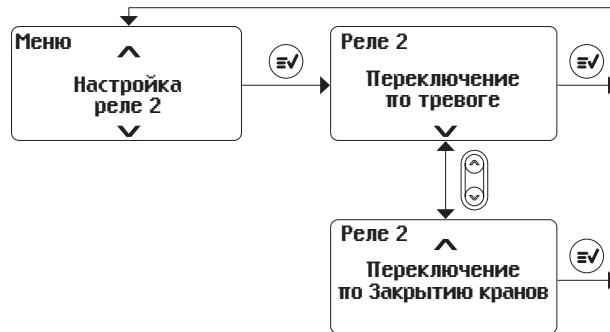 Меню
Настройка
реле 2
Реле 2
Переключение
по тревоге
Реле 2
Переключение
по Закрытию кранов